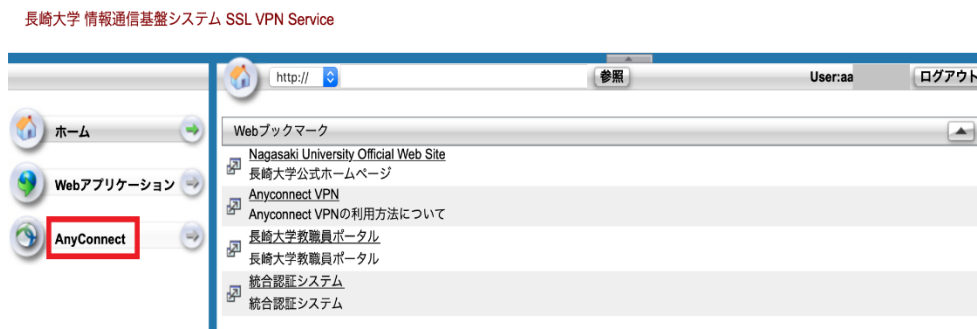 長崎大学 情報通信基盤システム SSL VPN Service
http://
参照
User:aa
ログアウト
ホーム
Webアプリケーション
AnyConnect
Webブックマーク
Nagasaki University Official Web Site
長崎大学公式ホームページ
Anyconnect VPN
Anyconnect VPNの利用方法について
長崎大学教職員ポータル
長崎大学教職員ポータル
統合認証システム
統合認証システム